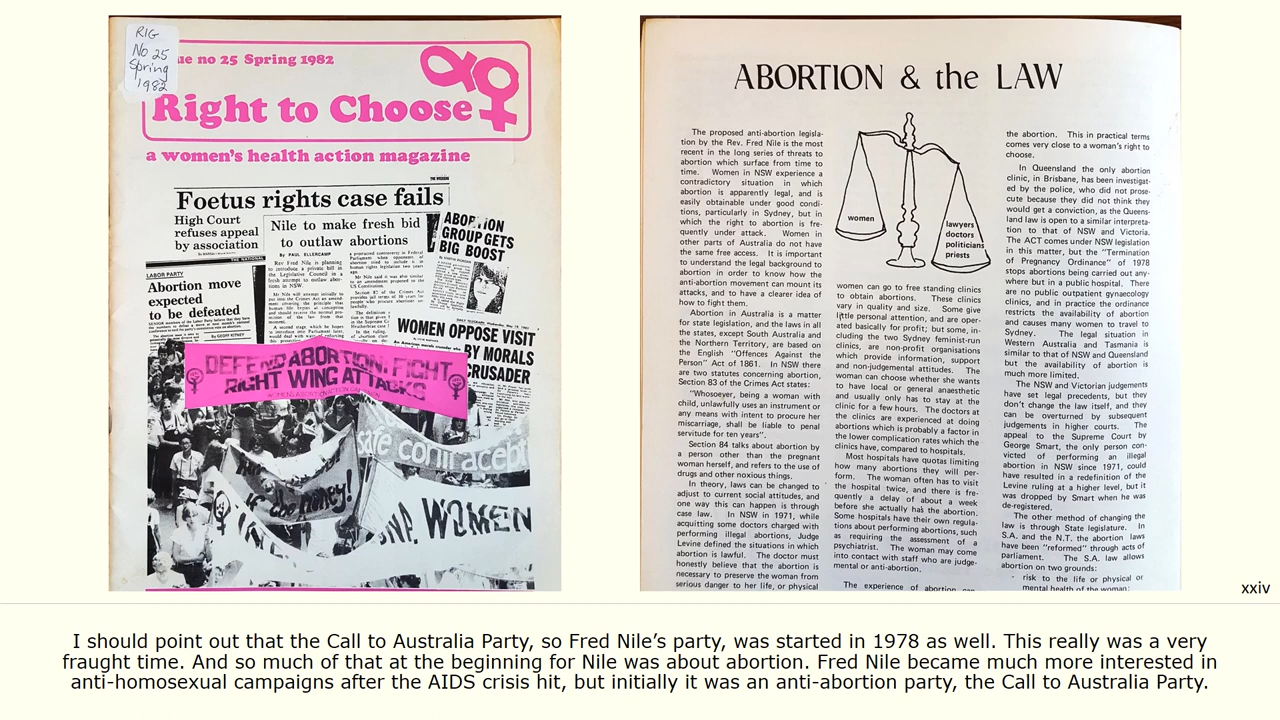 RIG
No 25
Spring
1982
ue no 25 Spring 1982
Right to Choose
a women's health action magazine
THE NATIONAL
Foetus rights case fails
High Court
refuses appeal
by association
Nile to make fresh bid
to outlaw abortions
By PAUL ELLERCAMP
ABORTION
GROUP GETS
BIG BOOST
LABOR PARTY
Abortion move
expected
to be defeated
WOMEN OPPOSE VISIT
BY MORALS
CRUSADER
DEFEND ABORTION: FIGHT
RIGHT WING ATTACKS
safe contracept
the money!
WOMEN
ABORTION & the LAW
The proposed anti-abortion legisla-
tion by the Rev. Fred Nile is the most
recent in the long series of threats to
abortion which surface from time to
time. Women in NSW experience a
contradictory situation in which
abortion is apparently legal, and is
easily obtainable under good condi-
tions, particularly in Sydney, but in
which the right to abortion is fre-
quently under attack. Women in
other parts of Australia do not have
the same free access. It is important
to understand the legal background to
abortion in order to know how the
anti-abortion movement can mount its
attacks, and to have a clearer idea of
how to fight them.
Abortion in Australia is a matter
for state legislation, and the laws in all
the states, except South Australia and
the Northern Territory, are based on
the English "Offences Against the
Person" Act of 1861. In NSW there
are two statutes concerning abortion,
Section 83 of the Crimes Act states:
"Whosoever, being a woman with
child, unlawfully uses an instrument or
any means with intent to procure her
miscarriage, shall be liable to penal
servitude for ten years".
Section 84 talks about abortion by
a person other than the pregnant
woman herself, and refers to the use of
drugs and other noxious things.
In theory, laws can be changed to
adjust to current social attitudes, and
one way this can happen is through
case law. In NSW in 1971, while
acquitting some doctors charged with
performing illegal abortions, Judge
Levine defined the situations in which
abortion is lawful. The doctor must
honestly believe that the abortion is
necessary to preserve the woman from
serious danger to her life, or physical
women
lawyers
doctors
politicians
priests
women can go to free standing clinics
to obtain abortions. These clinics
vary in quality and size. Some give
little personal attention, and are oper-
ated basically for profit; but some, in-
cluding the two Sydney feminist-run
clinics, are non-profit organisations
which provide information, support
and non-judgemental attitudes. The
woman can choose whether she wants
to have local or general anaesthetic
and usually only has to stay at the
clinic for a few hours. The doctors at
the clinics are experienced at doing
abortions which is probably a factor in
the lower complication rates which the
clinics have, compared to hospitals.
Most hospitals have quotas limiting
how many abortions they will per-
form. The woman often has to visit
the hospital twice, and there is fre-
quently a delay of about a week
before she actually has the abortion.
Some hospitals have their own regula-
tions about performing abortions, such
as requiring the assessment of a
psychiatrist. The woman may come
into contact with staff who are judge-
mental or anti-abortion.
The experience of abortion can
the abortion. This in practical terms
comes very close to a woman's right to
choose.
In Queensland the only abortion
clinic, in Brisbane, has been investigat-
ed by the police, who did not prose-
cute because they did not think they
would get a conviction, as the Queens-
land law is open to a similar interpreta-
tion to that of NSW and Victoria.
The ACT comes under NSW legislation
in this matter, but the "Termination
of Pregnancy Ordinance" of 1978
stops abortions being carried out any-
where but in a public hospital. There
are no public outpatient gynaecology
clinics, and in practice the ordinance
restricts the availability of abortion
and causes many women to travel to
Sydney. The legal situation in
Western Australia and Tasmania is
similar to that of NSW and Queensland
but the availability of abortion is
much more limited.
The NSW and Victorian judgements
have set legal precedents, but they
don't change the law itself, and they
can be overturned by subsequent
judgements in higher courts. The
appeal to the Supreme Court by
George Smart, the only person con-
victed of performing an illegal
abortion in NSW since 1971, could
have resulted in a redefinition of the
Levine ruling at a higher level, but it
was dropped by Smart when he was
de-registered.
The other method of changing the
law is through State legislature. In
S.A. and the N.T. the abortion laws
have been "reformed" through acts of
parliament. The S.A. law allows
abortion on two grounds:
- risk to the life or physical or
mental health of the woman;
xxiv
I should point out that the Call to Australia Party, so Fred Nile's party, was started in 1978 as well. This really was a very
fraught time. And so much of that at the beginning for Nile was about abortion. Fred Nile became much more interested in
anti-homosexual campaigns after the AIDS crisis hit, but initially it was an anti-abortion party, the Call to Australia Party.